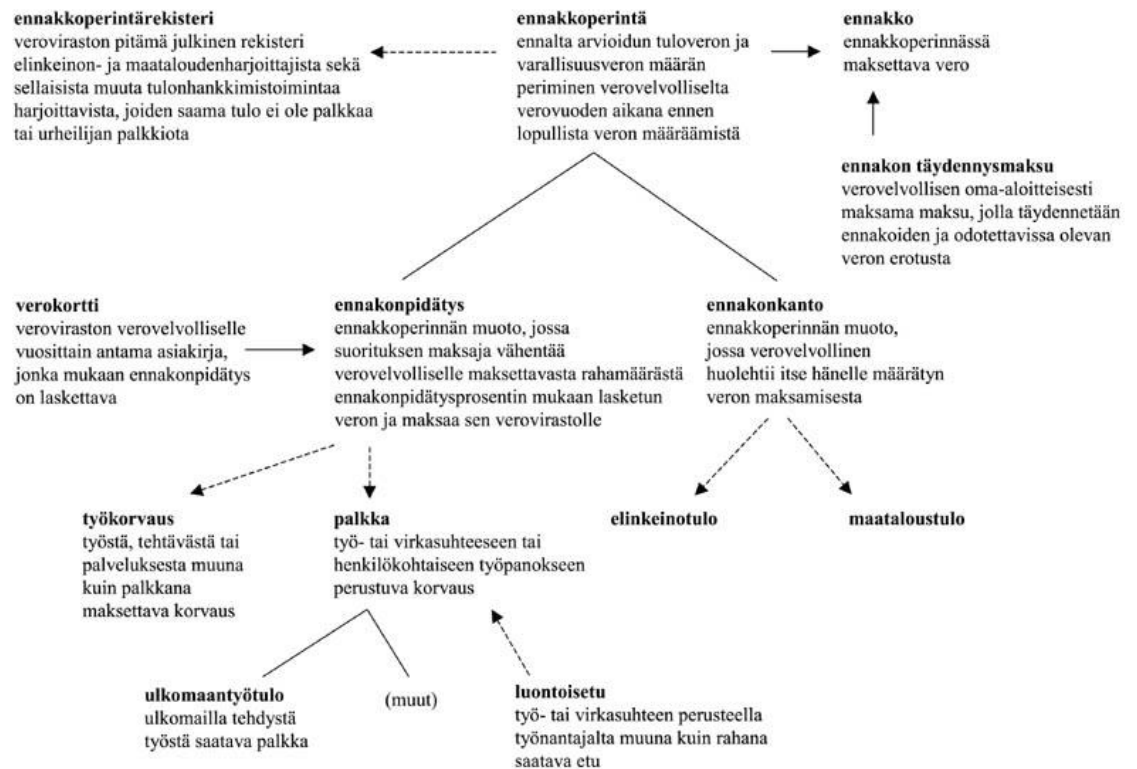 ennakkoperintärekisteri
veroviraston pitämä julkinen rekisteri
elinkeinon- ja maataloudenharjoittajista sekä
sellaisista muuta tulonhankkimistoimintaa
harjoittavista, joiden saama tulo ei ole palkkaa
tai urheilijan palkkiota
ennakkoperintä
ennalta arvioidun tuloveron ja
varallisuusveron määrän
periminen verovelvolliselta
verovuoden aikana ennen
lopullista veron määräämistä
ennakko
ennakkoperinnässä
maksettava vero
ennakon täydennysmaksu
verovelvollisen oma-aloitteisesti
maksama maksu, jolla täydennetään
ennakoiden ja odotettavissa olevan
veron erotusta
verokortti
veroviraston verovelvolliselle
vuosittain antama asiakirja,
jonka mukaan ennakonpidätys
on laskettava
ennakonpidätys
ennakkoperinnän muoto, jossa
suorituksen maksaja vähentää
verovelvolliselle maksettavasta rahamäärästä
ennakonpidätysprosentin mukaan lasketun
veron ja maksaa sen verovirastolle
ennakonkanto
ennakkoperinnän muoto,
jossa verovelvollinen
huolehtii itse hänelle määrätyn
veron maksamisesta
työkorvaus
työstä, tehtävästä tai
palveluksesta muuna
kuin palkkana
maksettava korvaus
palkka
työ- tai virkasuhteeseen tai
henkilökohtaiseen työpanokseen
perustuva korvaus
elinkeinotulo
maataloustulo
ulkomaantyötulo
ulkomailla tehdystä
työstä saatava palkka
(muut)
luontoisetu
työ- tai virkasuhteen perusteella
työnantajalta muuna kuin rahana
saatava etu